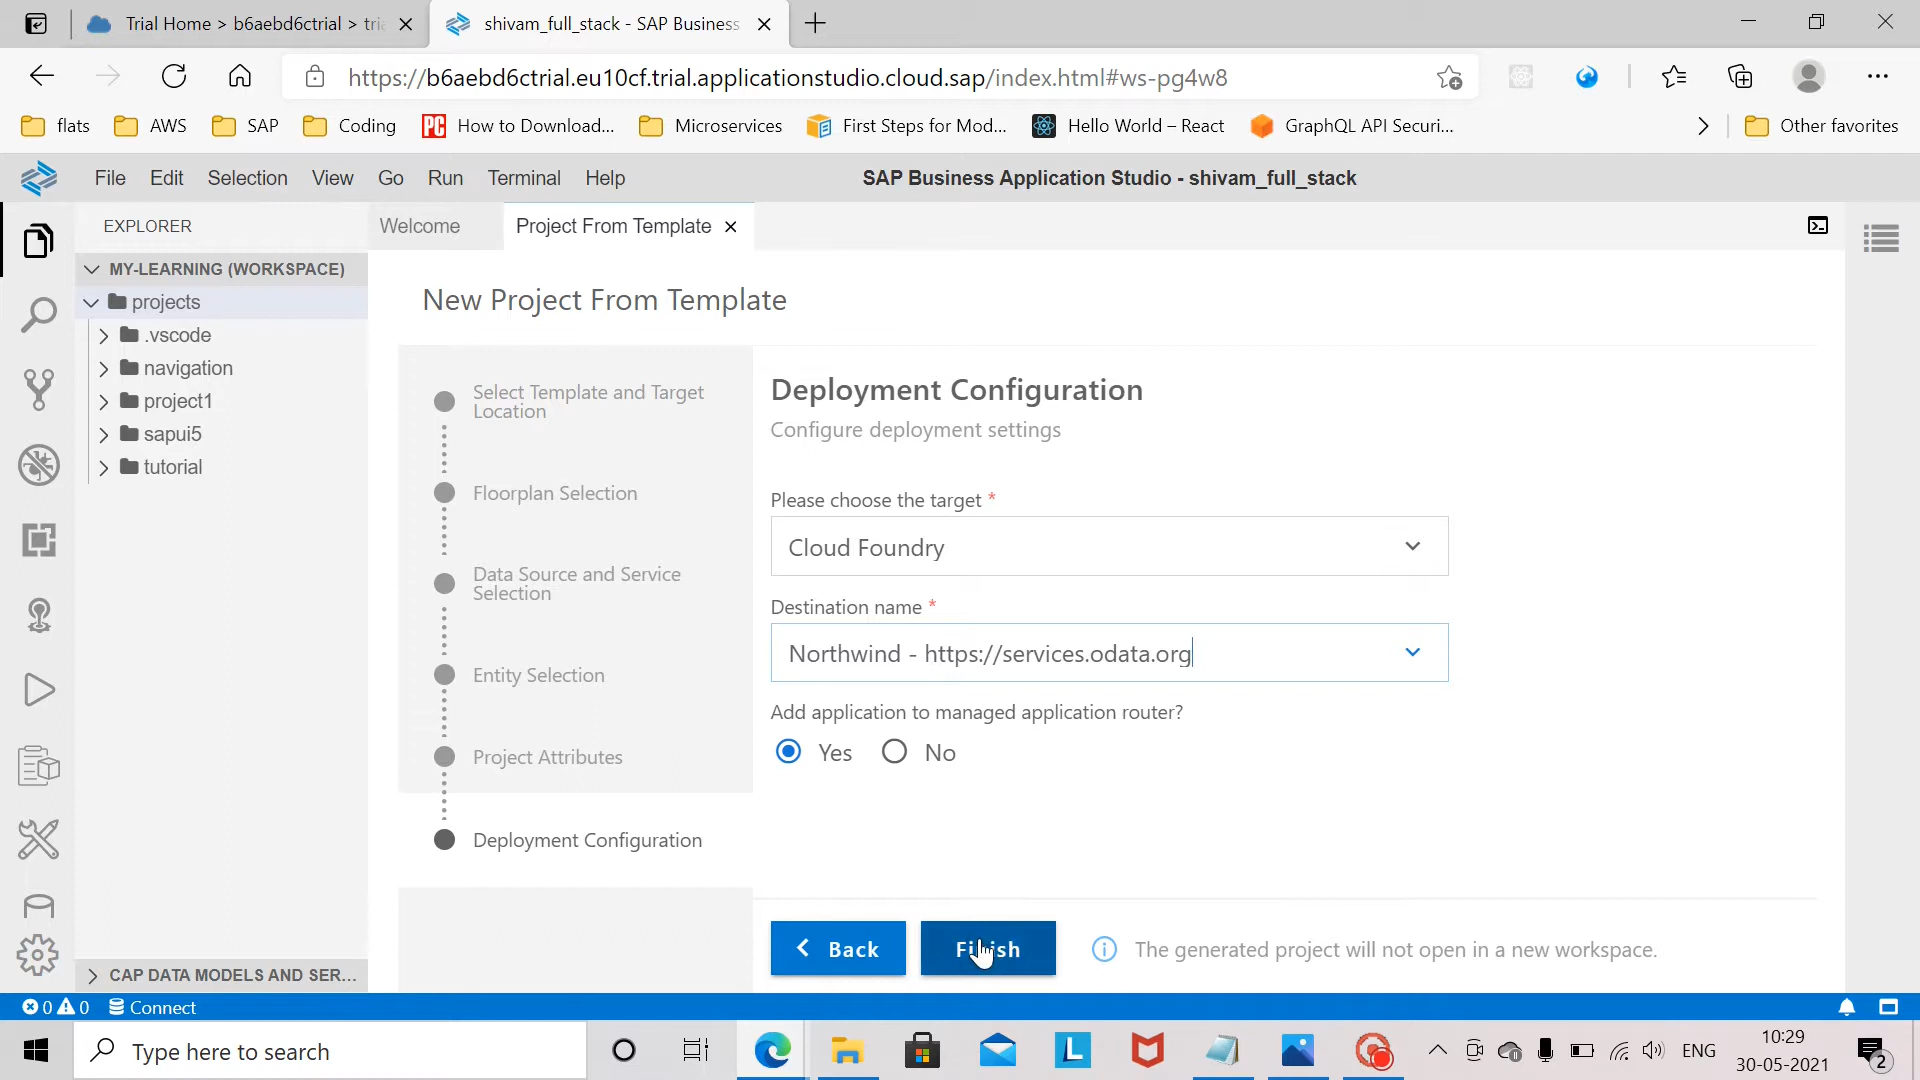 Trial Home > b6aebd6ctrial > tri
shivam_full_stack - SAP Business
https://b6aebd6ctrial.eu10cf.trial.applicationstudio.cloud.sap/index.html#ws-pg4w8
flats
AWS
SAP
Coding
How to Download...
Microservices
First Steps for Mod...
Hello World – React
GraphQL API Securi...
Other favorites
File Edit Selection View Go Run Terminal Help
SAP Business Application Studio - shivam_full_stack
EXPLORER
Welcome
Project From Template
MY-LEARNING (WORKSPACE)
projects
.vscode
navigation
project1
sapui5
tutorial
CAP DATA MODELS AND SER...
New Project From Template
Select Template and Target
Location
Floorplan Selection
Data Source and Service
Selection
Entity Selection
Project Attributes
Deployment Configuration
Deployment Configuration
Configure deployment settings
Please choose the target *
Cloud Foundry
Destination name *
Northwind - https://services.odata.org
Add application to managed application router?
Yes No
Back
Finish
The generated project will not open in a new workspace.
0 0 Connect
Type here to search
L
ENG
10:29
30-05-2021
2